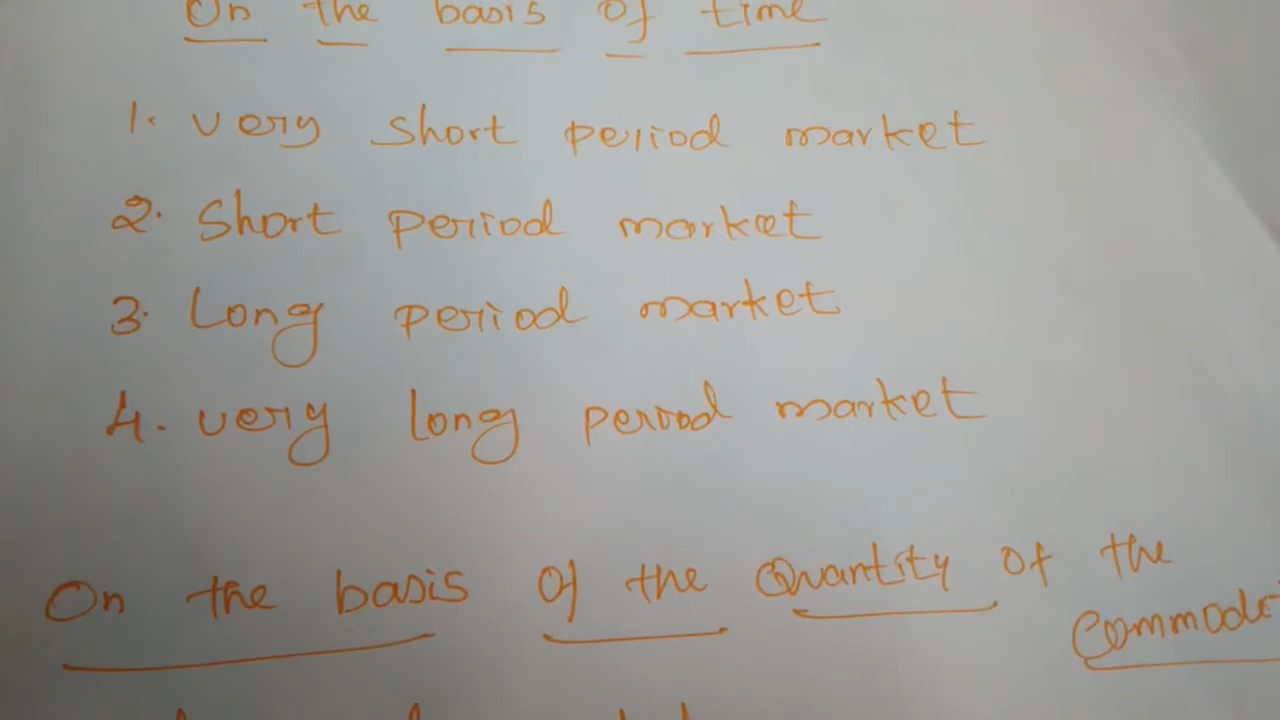 On the basis of time
1. very short period market
2. Short period market
3. Long period market
4. very long period market
On the basis of the Quantity of the